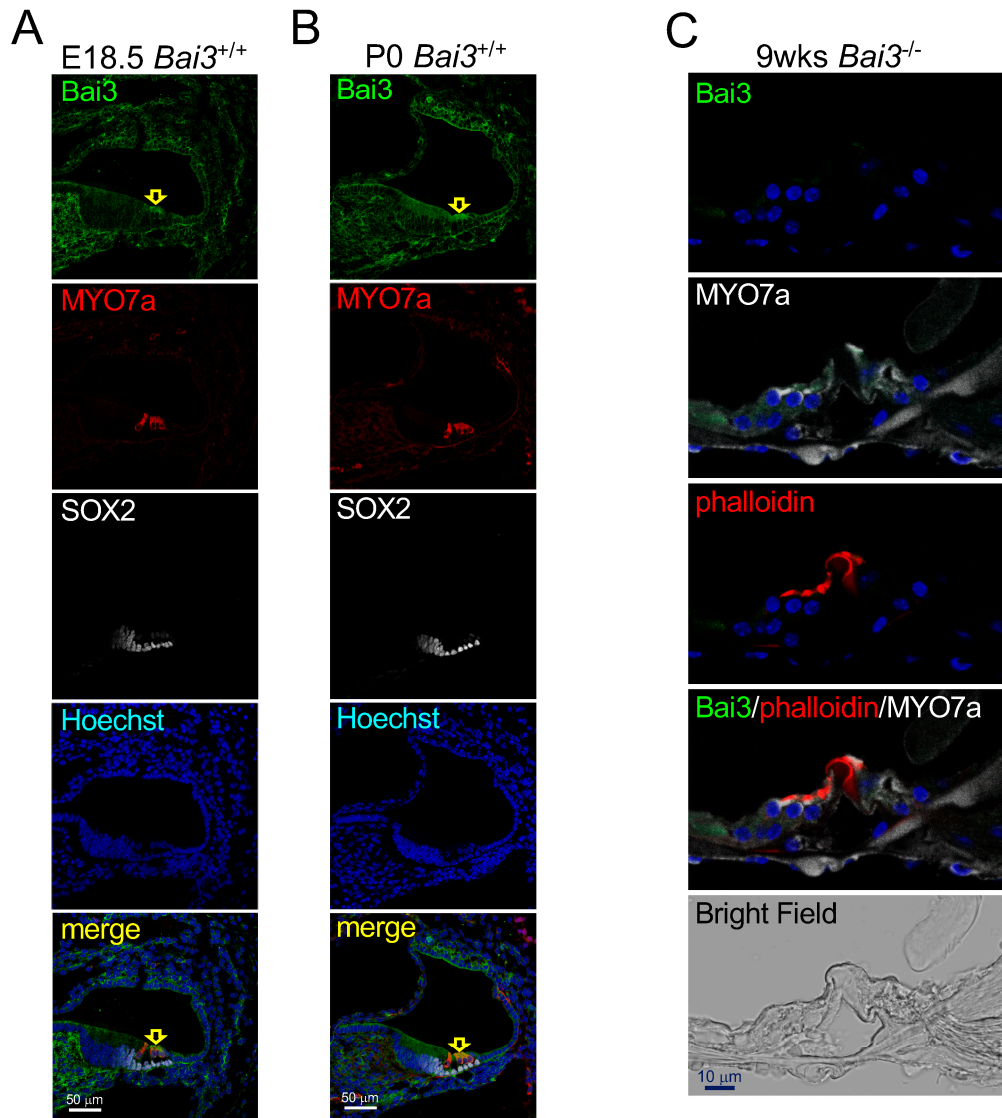 A
E18.5 Bai3+/+
Bai3
MYO7a
SOX2
Hoechst
merge
50 μm
B
P0 Bai3+/+
Bai3
MYO7a
SOX2
Hoechst
merge
50 μm
C
9wks Bai3-/-
Bai3
MYO7a
phalloidin
Bai3/phalloidin/MYO7a
Bright Field
10 μm